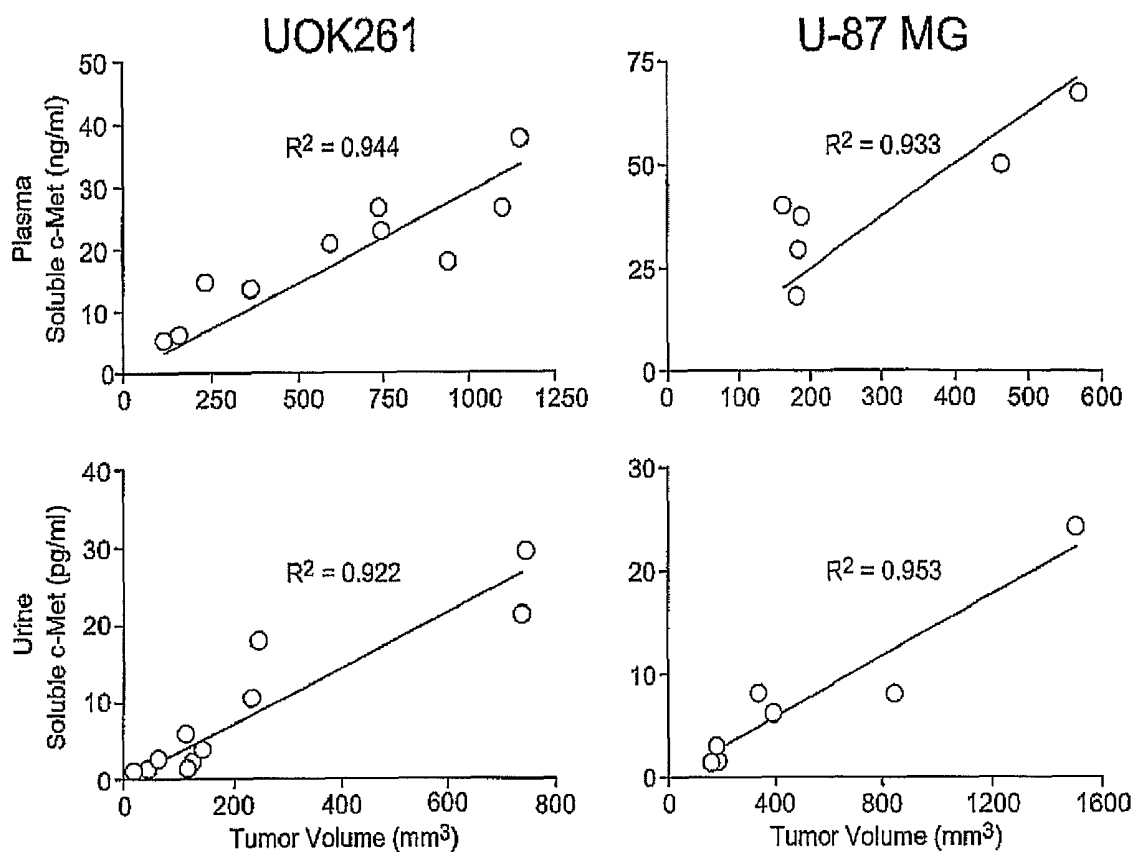 UOK261
U-87 MG
Plasma
Soluble c-Met (ng/ml)
50
40
30
20
10
0
R² = 0.944
0 250 500 750 1000 1250
75
50
25
0
R² = 0.933
0 100 200 300 400 500 600
Urine
Soluble c-Met (pg/ml)
40
30
20
10
0
R² = 0.922
0 200 400 600 800
Tumor Volume (mm³)
30
20
10
0
R² = 0.953
0 400 800 1200 1600
Tumor Volume (mm³)